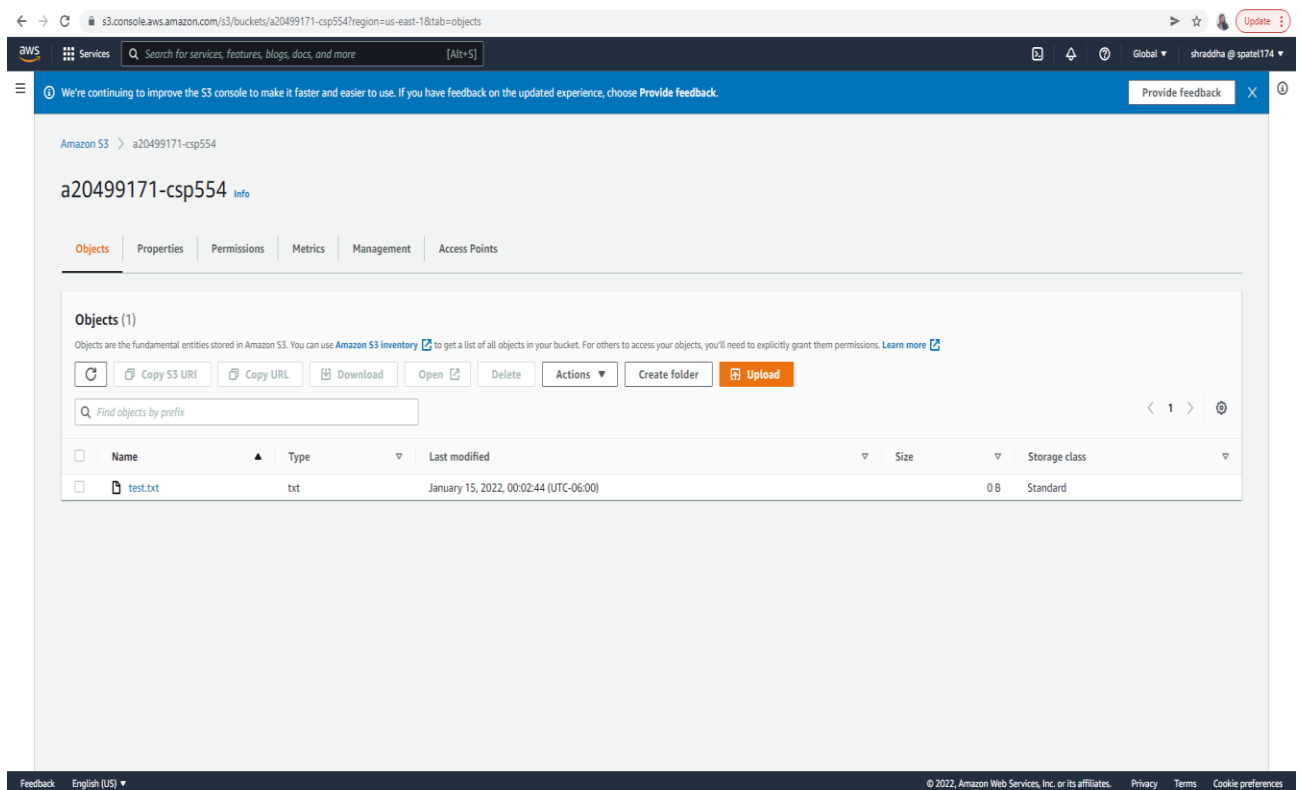 s3.console.aws.amazon.com/s3/buckets/a20499171-csp554?region=us-east-1&tab=objects Update
aws Services Search for services, features, blogs, docs, and more [Alt+S] Global ▼ shraddha @ spatel174 ▼
We're continuing to improve the S3 console to make it faster and easier to use. If you have feedback on the updated experience, choose Provide feedback. Provide feedback
Amazon S3 > a20499171-csp554
a20499171-csp554 Info
Objects Properties Permissions Metrics Management Access Points
Objects (1)
Objects are the fundamental entities stored in Amazon S3. You can use Amazon S3 inventory to get a list of all objects in your bucket. For others to access your objects, you'll need to explicitly grant them permissions. Learn more
Copy S3 URI Copy URL Download Open Delete Actions ▼ Create folder Upload
Find objects by prefix < 1 >
Name ▲ Type Last modified Size Storage class
test.txt txt January 15, 2022, 00:02:44 (UTC-06:00) 0 B Standard
Feedback English (US) ▼ © 2022, Amazon Web Services, Inc. or its affiliates. Privacy Terms Cookie preferences